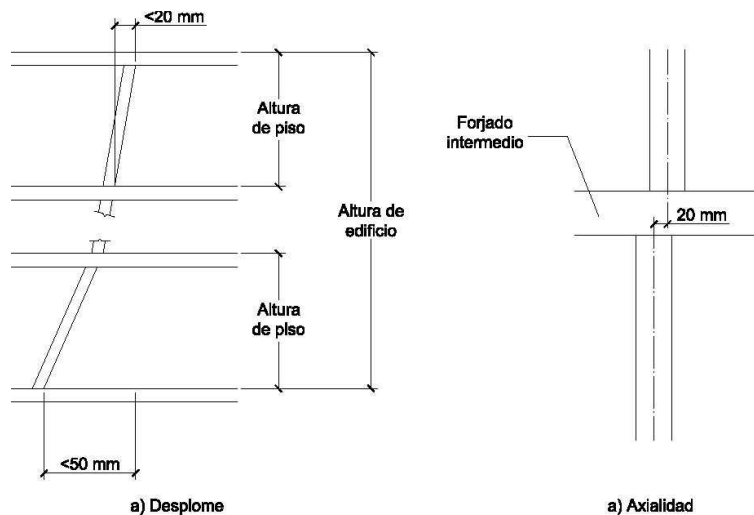 <20 mm
Altura
de piso
Altura de
edificio
Altura
de piso
<50 mm
a) Desplome
Forjado
intermedio
20 mm
a) Axialidad